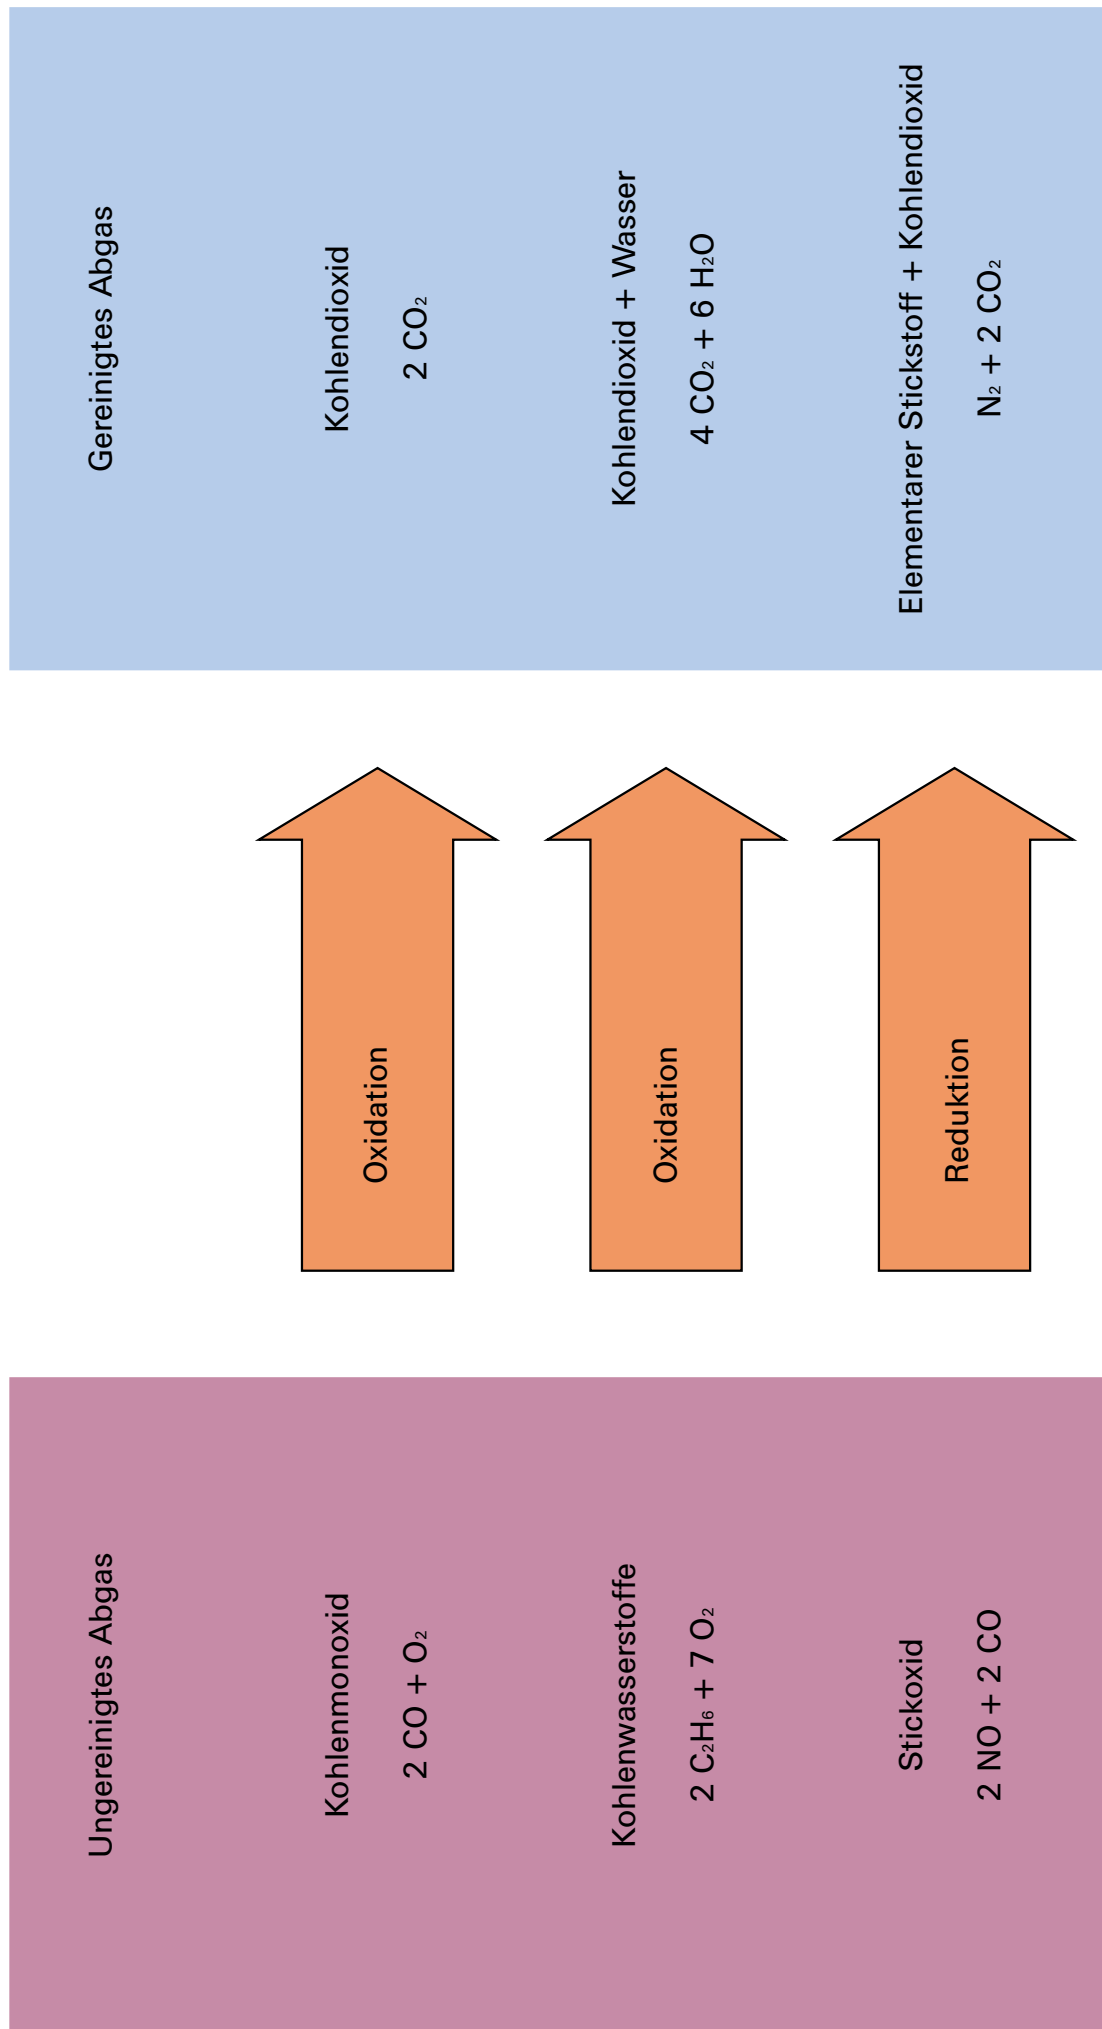 Ungereinigtes Abgas
Gereinigtes Abgas
Kohlenmonoxid
2 CO + O₂
Oxidation
Kohlendioxid
2 CO₂
Kohlenwasserstoffe
2 C₂H₆ + 7 O₂
Oxidation
Kohlendioxid + Wasser
4 CO₂ + 6 H₂O
Stickoxid
2 NO + 2 CO
Reduktion
Elementarer Stickstoff + Kohlendioxid
N₂ + 2 CO₂